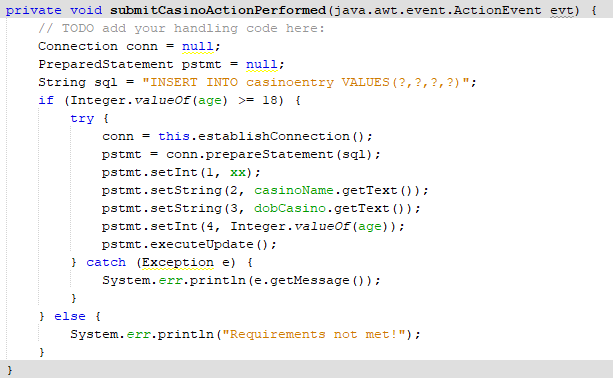 private void submitCasinoActionPerformed(java.awt.event.ActionEvent evt) {
    // TODO add your handling code here:
    Connection conn = null;
    PreparedStatement pstmt = null;
    String sql = "INSERT INTO casinoentry VALUES(?,?,?,?)";
    if (Integer.valueOf(age) >= 18) {
        try {
            conn = this.establishConnection();
            pstmt = conn.prepareStatement(sql);
            pstmt.setInt(1, xx);
            pstmt.setString(2, casinoName.getText());
            pstmt.setString(3, dobCasino.getText());
            pstmt.setInt(4, Integer.valueOf(age));
            pstmt.executeUpdate();
        } catch (Exception e) {
            System.err.println(e.getMessage());
        }
    } else {
        System.err.println("Requirements not met!");
    }
}